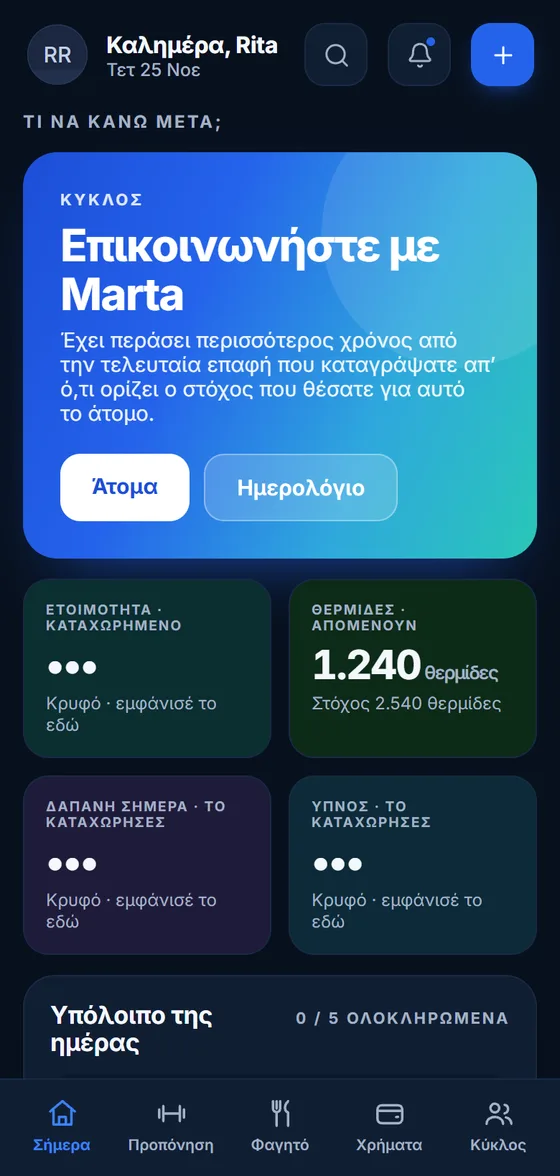 RR
Καλημέρα, Rita
Τετ 25 Νοε
ΤΙ ΝΑ ΚΑΝΩ ΜΕΤΑ;
ΚΥΚΛΟΣ
Επικοινωνήστε με
Marta
Έχει περάσει περισσότερος χρόνος από
την τελευταία επαφή που καταγράψατε απ’
ό,τι ορίζει ο στόχος που θέσατε για αυτό
το άτομο.
Άτομα
Ημερολόγιο
ΕΤΟΙΜΟΤΗΤΑ ·
ΚΑΤΑΧΩΡΗΜΕΝΟ
•••
Κρυφό · εμφάνισέ το
εδώ
ΘΕΡΜΙΔΕΣ ·
ΑΠΟΜΕΝΟΥΝ
1.240 θερμίδες
Στόχος 2.540 θερμίδες
ΔΑΠΑΝΗ ΣΗΜΕΡΑ · ΤΟ
ΚΑΤΑΧΩΡΗΣΕΣ
•••
Κρυφό · εμφάνισέ το
εδώ
ΥΠΝΟΣ · ΤΟ
ΚΑΤΑΧΩΡΗΣΕΣ
•••
Κρυφό · εμφάνισέ το
εδώ
Υπόλοιπο της
ημέρας
0 / 5 ΟΛΟΚΛΗΡΩΜΕΝΑ
Σήμερα
Προπόνηση
Φαγητό
Χρήματα
Κύκλος